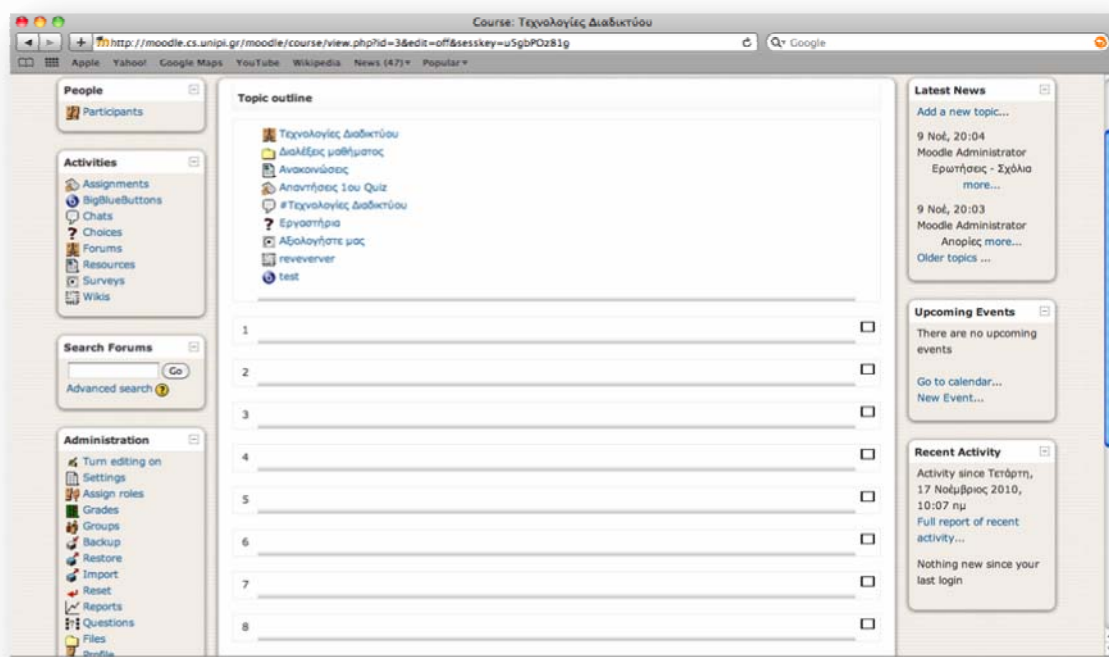 Course: Τεχνολογίες Διαδικτύου
http://moodle.cs.unipi.gr/moodle/course/view.php?id=3&edit=off&sesskey=uSgbPOz81g
Google
Apple Yahoo! Google Maps YouTube Wikipedia News (47) Popular
People
Participants
Activities
Assignments
BigBlueButtons
Chats
Choices
Forums
Resources
Surveys
Wikis
Search Forums
Go
Advanced search ?
Administration
Turn editing on
Settings
Assign roles
Grades
Groups
Backup
Restore
Import
Reset
Reports
Questions
Files
Profile
Topic outline
Τεχνολογίες Διαδικτύου
Διαλέξεις μαθήματος
Ανακοινώσεις
Απαντήσεις 1ου Quiz
#Τεχνολογίες Διαδικτύου
Εργαστήρια
Αξιολογήστε μας
reveverver
test
1
2
3
4
5
6
7
8
Latest News
Add a new topic...
9 Νοέ, 20:04
Moodle Administrator
Ερωτήσεις - Σχόλια
more...
9 Νοέ, 20:03
Moodle Administrator
Απορίες more...
Older topics ...
Upcoming Events
There are no upcoming
events
Go to calendar...
New Event...
Recent Activity
Activity since Τετάρτη,
17 Νοέμβριος 2010,
10:07 πμ
Full report of recent
activity...
Nothing new since your
last login